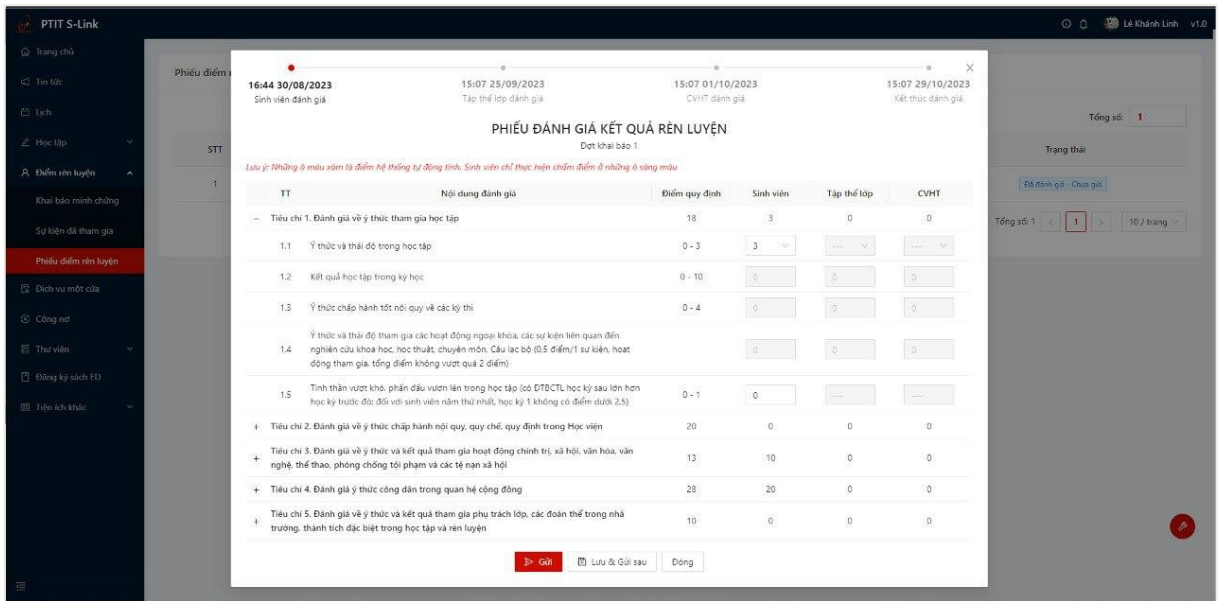 PTIT S-Link
Lê Khánh Linh v1.0
Trang chủ
Tin tức
Lịch
Học tập
Điểm rèn luyện
Khai báo minh chứng
Sự kiện đã tham gia
Phiếu điểm rèn luyện
Dịch vụ một cửa
Công nợ
Thư viện
Đăng ký sách ED
Tiện ích khác
Phiếu điểm
STT
1
16:44 30/08/2023 15:07 25/09/2023 15:07 01/10/2023 15:07 29/10/2023
Sinh viên đánh giá Tập thể lớp đánh giá CVHT đánh giá Kết thúc đánh giá
PHIẾU ĐÁNH GIÁ KẾT QUẢ RÈN LUYỆN
Đợt khai báo 1
Lưu ý: Những ô màu xám là điểm hệ thống tự động tính. Sinh viên chỉ thực hiện chấm điểm ở những ô sáng màu
TT Nội dung đánh giá Điểm quy định Sinh viên Tập thể lớp CVHT
− Tiêu chí 1. Đánh giá về ý thức tham gia học tập 18 3 0 0
1.1 Ý thức và thái độ trong học tập 0 - 3 3 --- ---
1.2 Kết quả học tập trong kỳ học 0 - 10 0 0 0
1.3 Ý thức chấp hành tốt nội quy về các kỳ thi 0 - 4 0 0 0
Ý thức và thái độ tham gia các hoạt động ngoại khóa, các sự kiện liên quan đến
1.4 nghiên cứu khoa học, học thuật, chuyên môn, Câu lạc bộ (0,5 điểm/1 sự kiện, hoạt 0 0 0
động tham gia, tổng điểm không vượt quá 2 điểm)
Tinh thần vượt khó, phấn đấu vươn lên trong học tập (có ĐTBCTL học kỳ sau lớn hơn
1.5 học kỳ trước đó; đối với sinh viên năm thứ nhất, học kỳ 1 không có điểm dưới 2,5) 0 - 1 0 --- ---
+ Tiêu chí 2. Đánh giá về ý thức chấp hành nội quy, quy chế, quy định trong Học viện 20 0 0 0
Tiêu chí 3. Đánh giá về ý thức và kết quả tham gia hoạt động chính trị, xã hội, văn hóa, văn
+ nghệ, thể thao, phòng chống tội phạm và các tệ nạn xã hội 13 10 0 0
+ Tiêu chí 4. Đánh giá ý thức công dân trong quan hệ cộng đồng 28 20 0 0
Tiêu chí 5. Đánh giá về ý thức và kết quả tham gia phụ trách lớp, các đoàn thể trong nhà
+ trường, thành tích đặc biệt trong học tập và rèn luyện 10 0 0 0
Gửi Lưu & Gửi sau Đóng
Tổng số: 1
Trạng thái
Đã đánh giá - Chưa gửi
Tổng số: 1 < 1 > 10 / trang